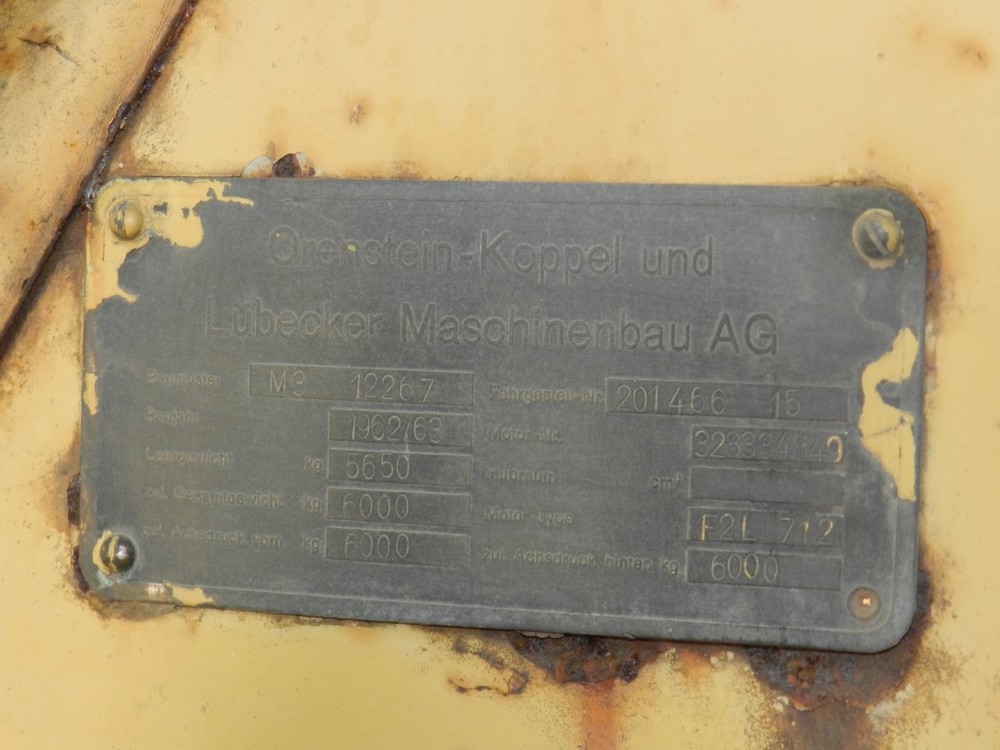 Orenstein-Koppel und
Lübecker Maschinenbau AG
Baumuster M3 12267 Fahrgestell-Nr. 201466 15
Baujahr 1962/63 Motor-Nr.
Leergewicht kg 5650 Hubraum cm³
zul. Gesamtgewicht kg 6000 Motor-type F2L 712
zul. Achsdruck vorn kg 6000 zul. Achsdruck hinten kg 6000